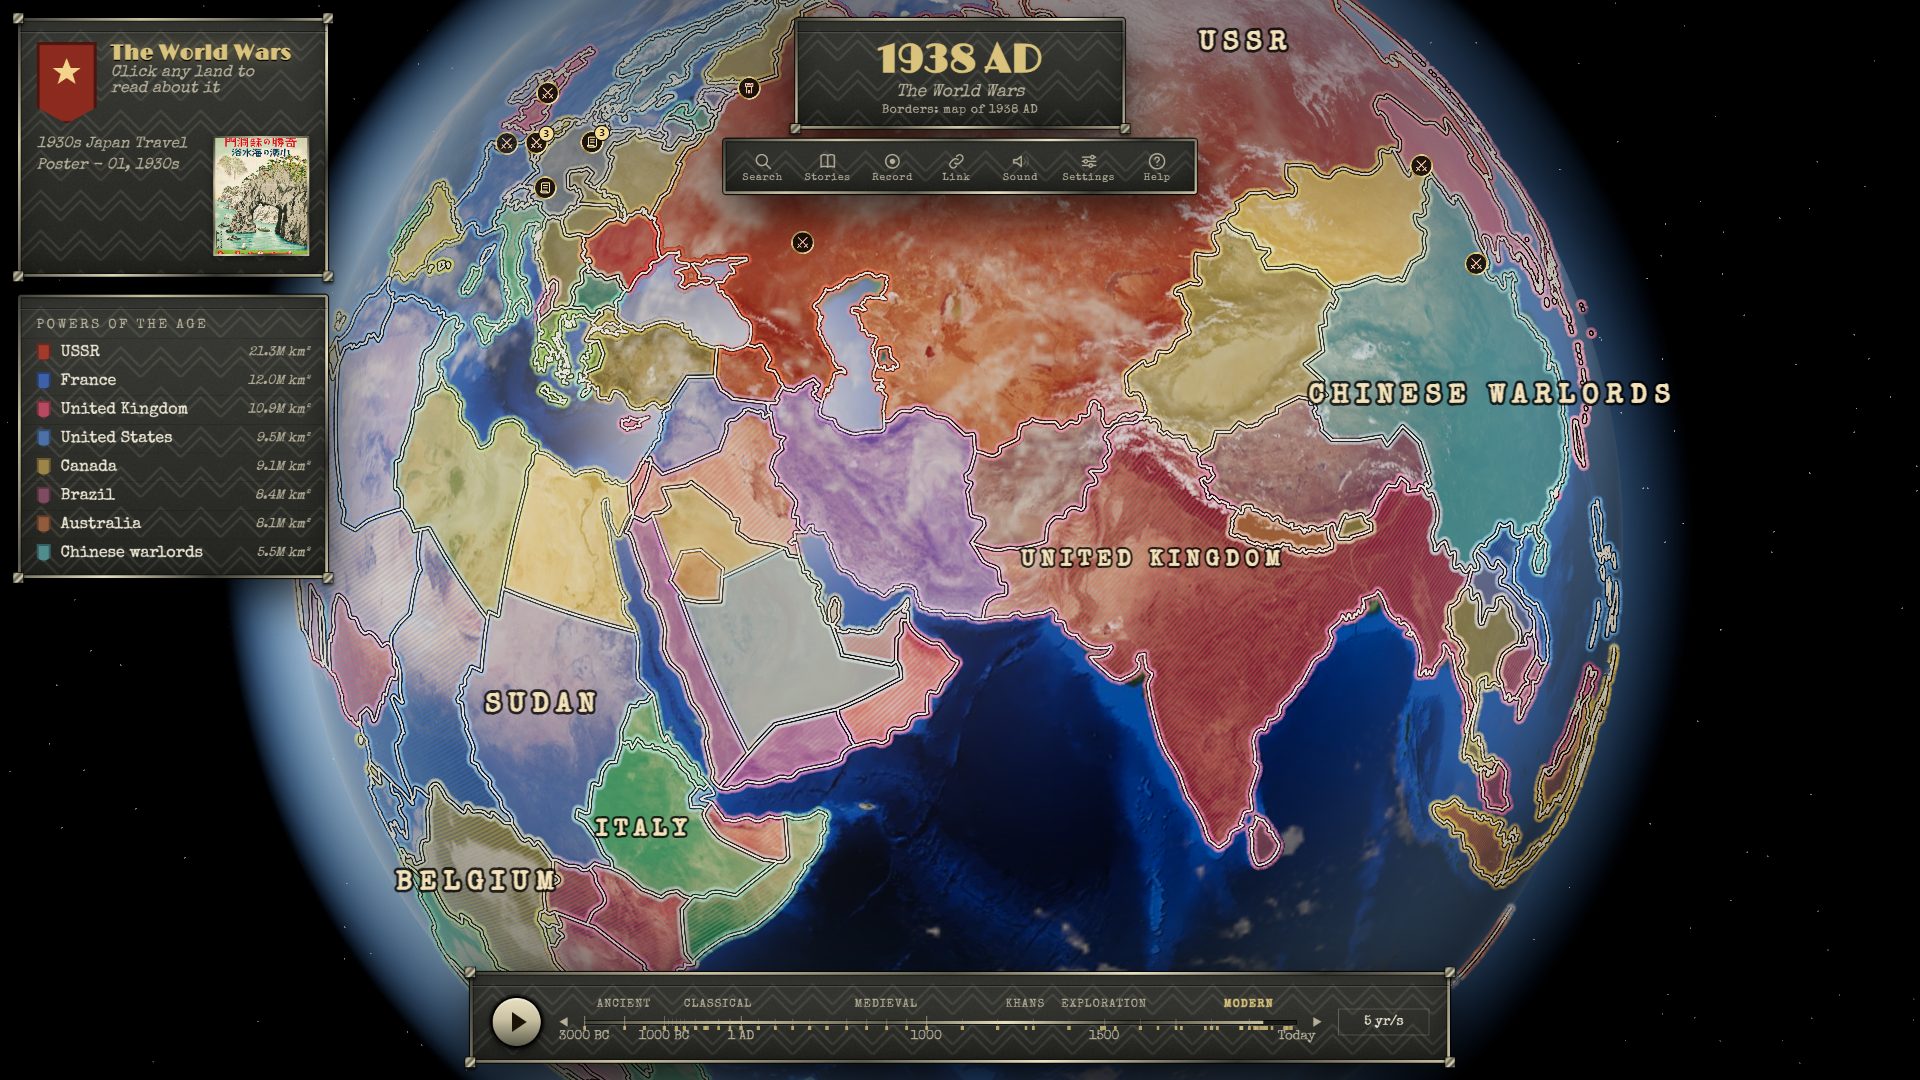 The World Wars
Click any land to
read about it
1930s Japan Travel
Poster - 01, 1930s
POWERS OF THE AGE
USSR 21.3M km²
France 12.0M km²
United Kingdom 10.9M km²
United States 9.5M km²
Canada 9.1M km²
Brazil 8.4M km²
Australia 8.1M km²
Chinese warlords 5.5M km²
1938 AD
The World Wars
Borders: map of 1938 AD
Search Stories Record Link Sound Settings Help
USSR
3
3
CHINESE WARLORDS
UNITED KINGDOM
SUDAN
ITALY
BELGIUM
ANCIENT CLASSICAL MEDIEVAL KHANS EXPLORATION MODERN
3000 BC 1000 BC 1 AD 1000 1500 Today
5 yr/s